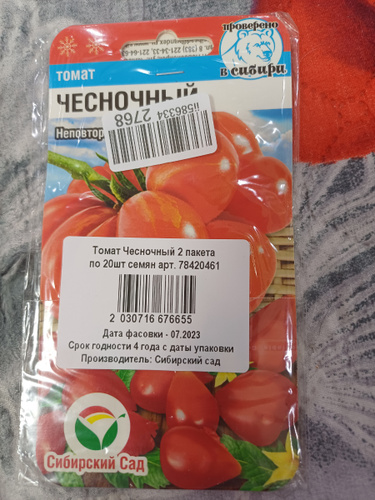 проверено
в сибири
томат
ЧЕСНОЧНЫЙ
Неповтор
ii586334 2768
Томат Чесночный 2 пакета
по 20шт семян арт. 78420461
2 030716 676655
Дата фасовки - 07.2023
Срок годности 4 года с даты упаковки
Производитель: Сибирский сад
Сибирский Сад